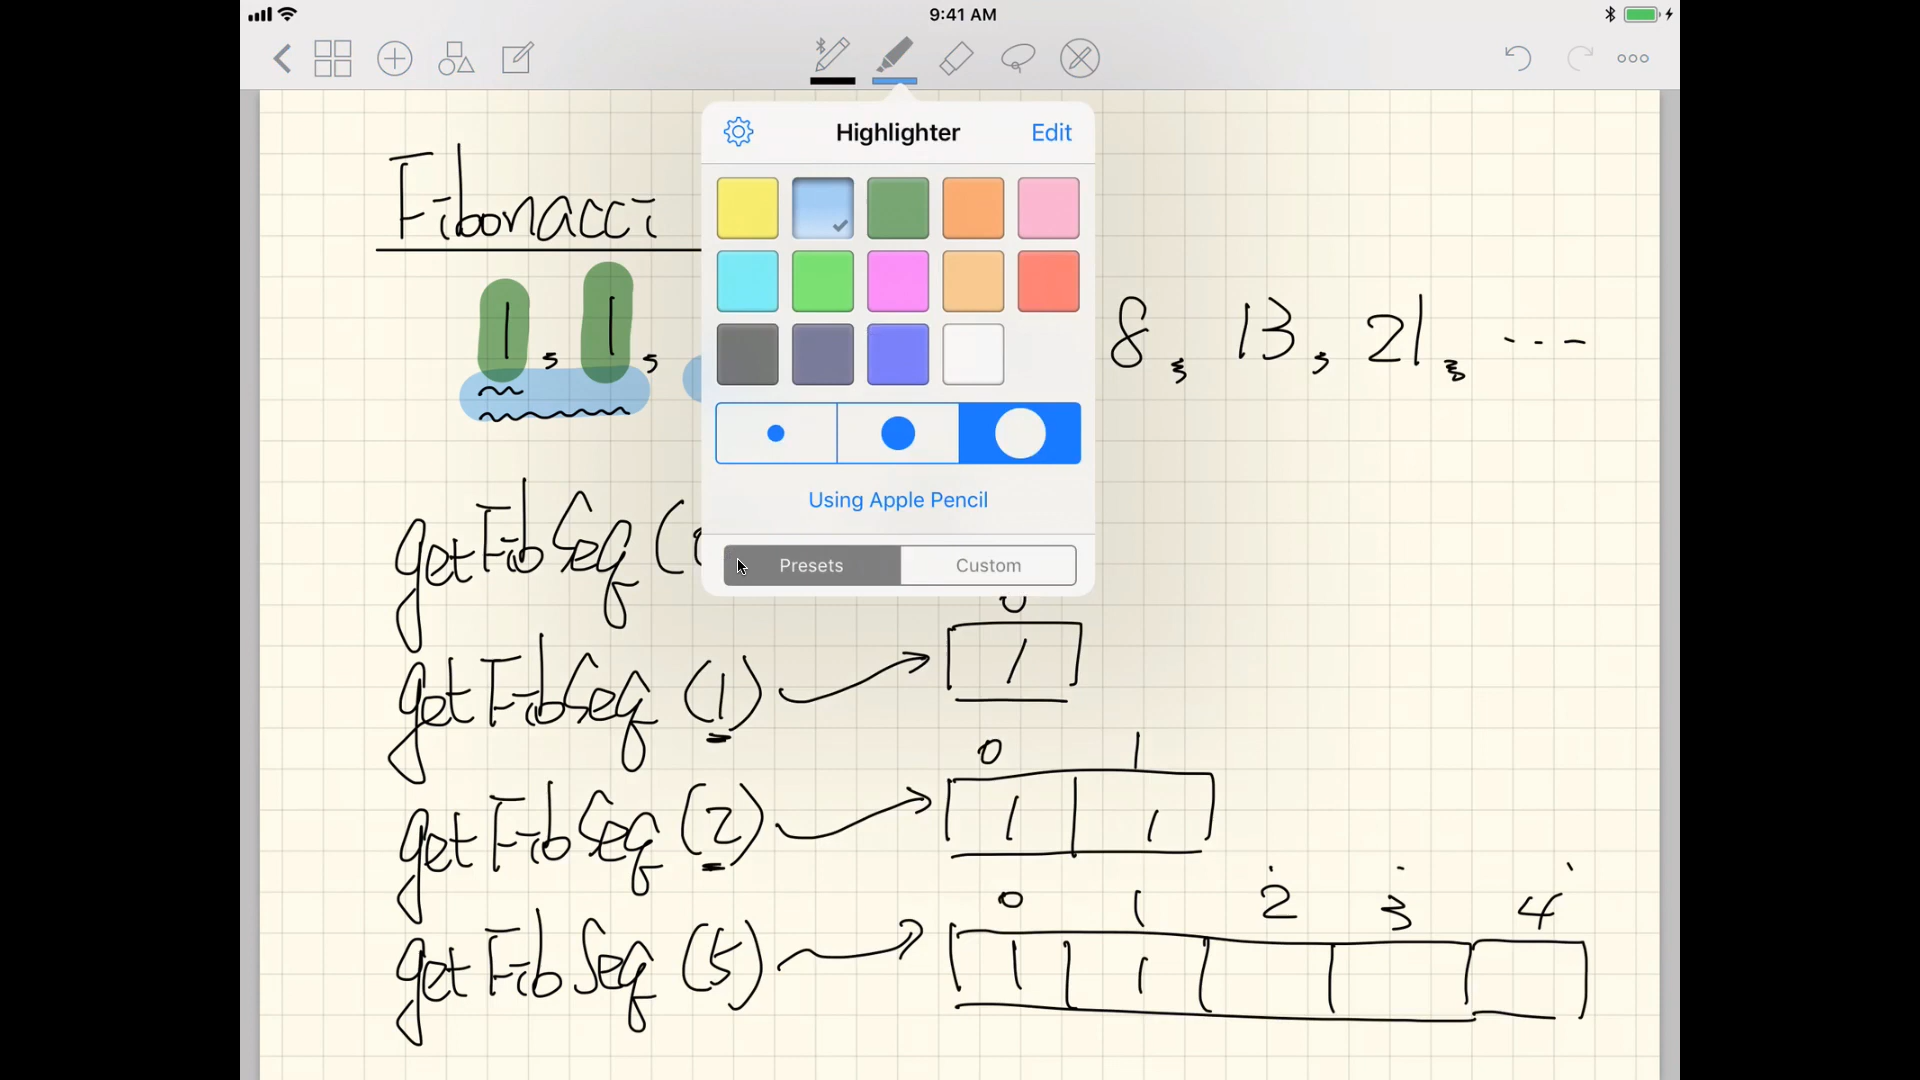 9:41 AM
Highlighter Edit
Fibonacci
1, 1, 8, 13, 21, ---
Using Apple Pencil
getFibSeq (
Presets Custom
0
getFibSeq (1) 1
0 1
getFibSeq (2) 1 1
0 1 2 3 4
getFibSeq (5) 1 1